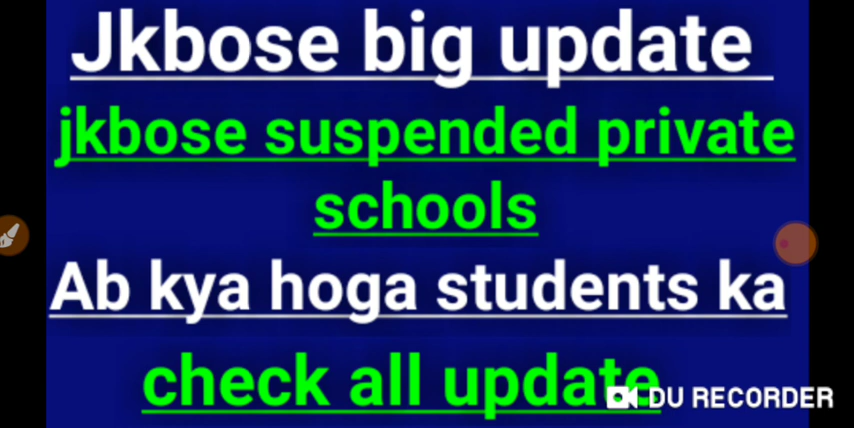 Jkbose big update
jkbose suspended private
schools
Ab kya hoga students ka
check all update
DU RECORDER